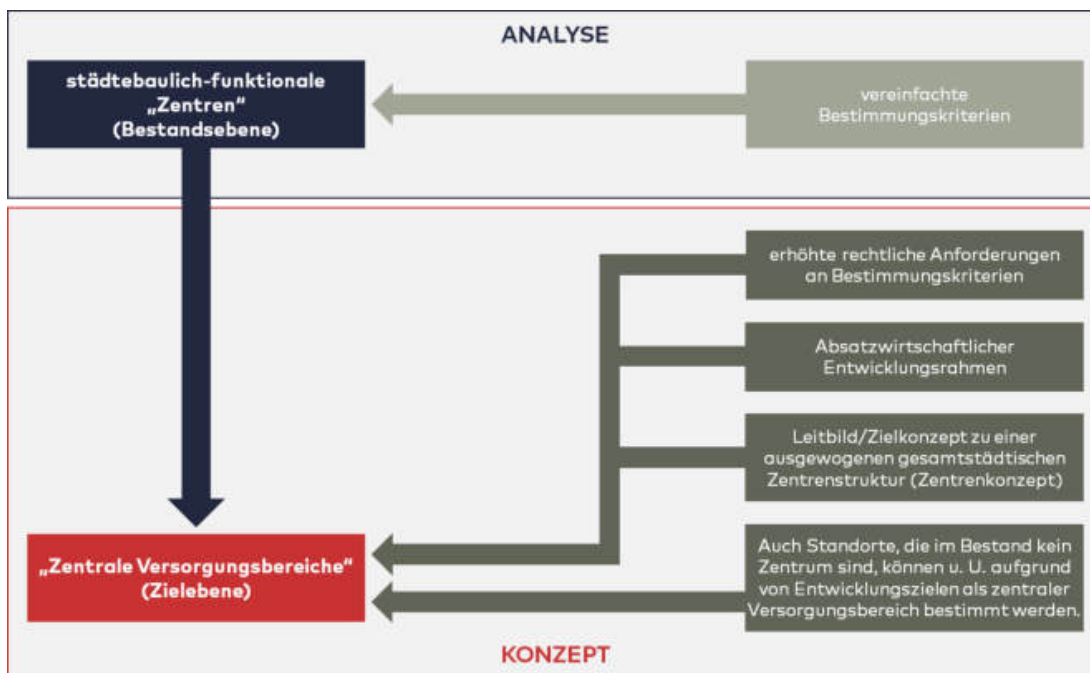 ANALYSE
städtebaulich-funktionale
„Zentren“
(Bestandsebene)
vereinfachte
Bestimmungskriterien
erhöhte rechtliche Anforderungen
an Bestimmungskriterien
Absatzwirtschaftlicher
Entwicklungsrahmen
Leitbild/Zielkonzept zu einer
ausgewogenen gesamtstädtischen
Zentrenstruktur (Zentrenkonzept)
„Zentrale Versorgungsbereiche“
(Zielebene)
Auch Standorte, die im Bestand kein
Zentrum sind, können u. U. aufgrund
von Entwicklungszielen als zentraler
Versorgungsbereich bestimmt werden.
KONZEPT